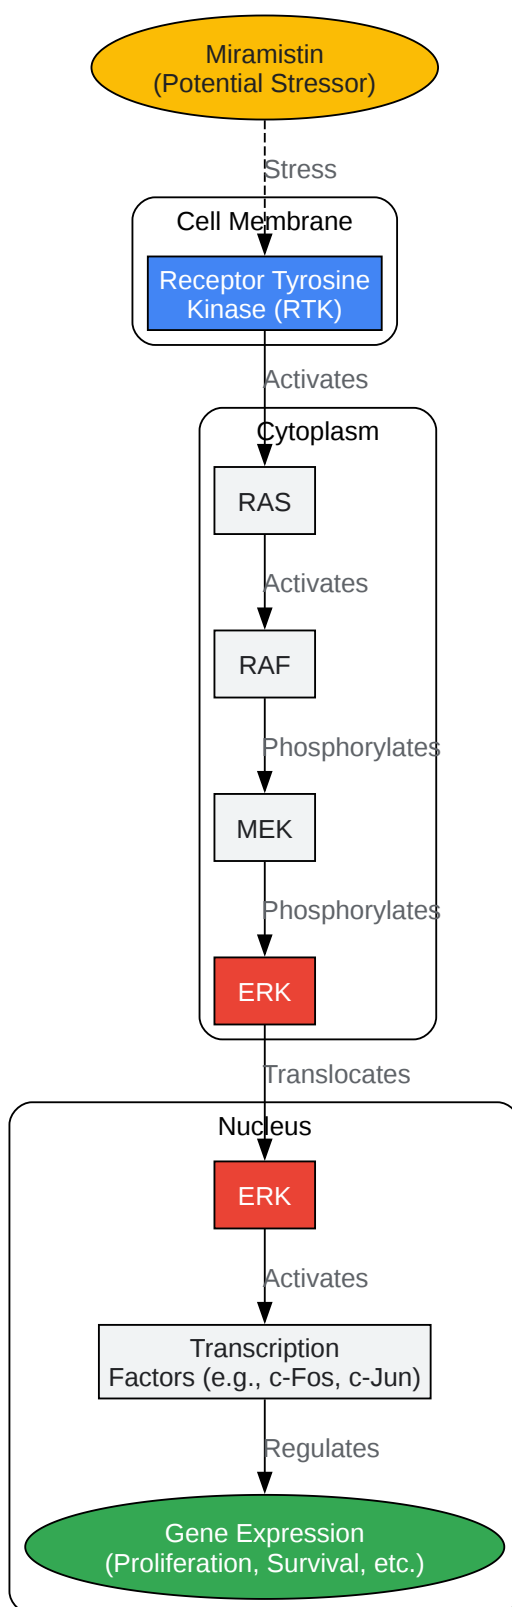 Miramistin
(Potential Stressor)
Stress
Cell Membrane
Receptor Tyrosine
Kinase (RTK)
Activates
Cytoplasm
RAS
Activates
RAF
Phosphorylates
MEK
Phosphorylates
ERK
Translocates
Nucleus
ERK
Activates
Transcription
Factors (e.g., c-Fos, c-Jun)
Regulates
Gene Expression
(Proliferation, Survival, etc.)